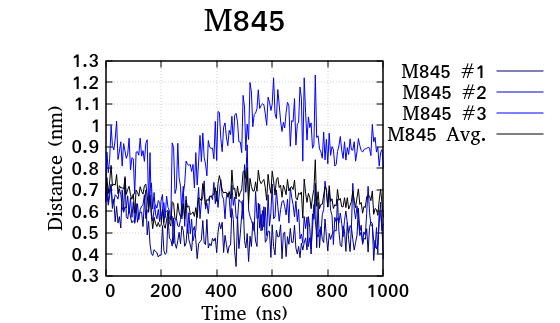 M845
1.3
1.2
1.1
1
0.9
0.8
0.7
0.6
0.5
0.4
0.3
0 200 400 600 800 1000
Distance (nm)
Time (ns)
M845 #1
M845 #2
M845 #3
M845 Avg.